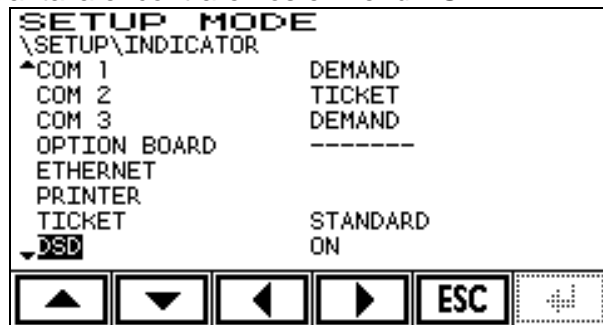 SETUP MODE
\SETUP\INDICATOR
COM 1 DEMAND
COM 2 TICKET
COM 3 DEMAND
OPTION BOARD -------
ETHERNET
PRINTER
TICKET STANDARD
DSD ON
ESC